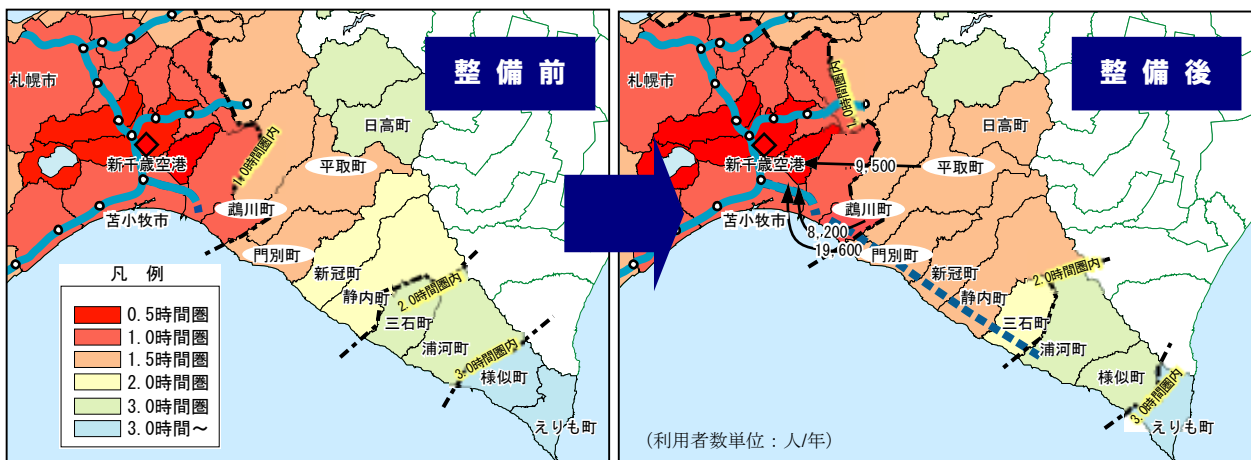 整備前
札幌市
日高町
新千歳空港
平取町
1.0時間圏内
鵡川町
苫小牧市
門別町
新冠町
静内町
2.0時間圏内
三石町
浦河町
3.0時間圏内
様似町
えりも町
凡 例
0.5時間圏
1.0時間圏
1.5時間圏
2.0時間圏
3.0時間圏
3.0時間～
整備後
札幌市
1.0時間圏内
日高町
新千歳空港
9,500
平取町
鵡川町
苫小牧市
8,200
19,600
門別町
新冠町
2.0時間圏内
静内町
三石町
浦河町
様似町
3.0時間圏内
えりも町
(利用者数単位：人/年)